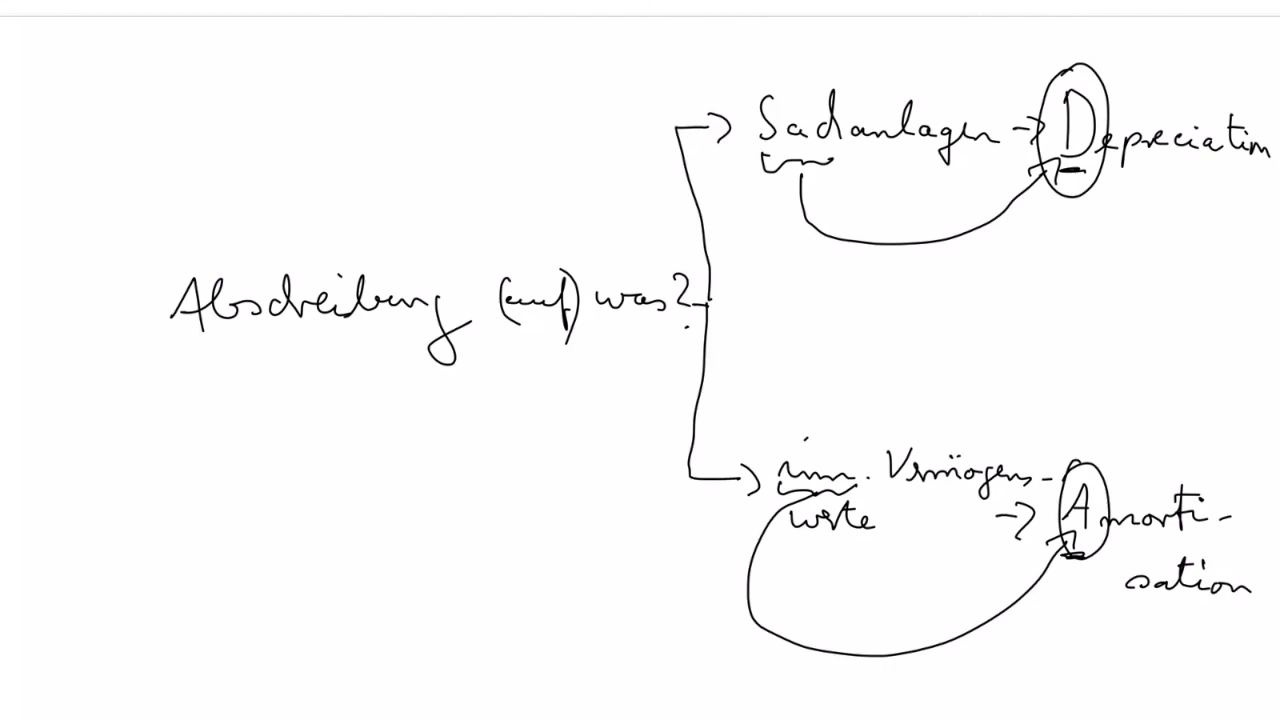 Sachanlagen → Depreciation
Abschreibung (auf) was?
imm. Vermögens-
werte → Amorti-
sation